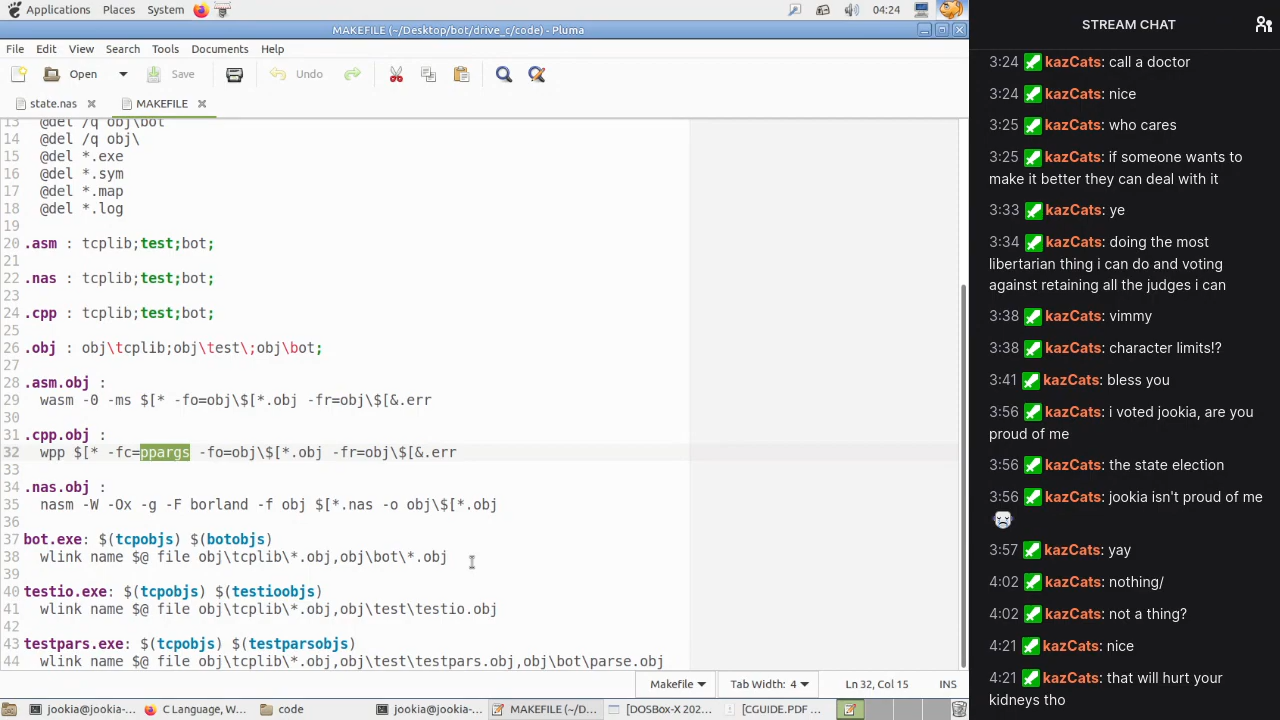 Applications Places System 04:24
MAKEFILE (~/Desktop/bot/drive_c/code) - Pluma
File Edit View Search Tools Documents Help
Open Save Undo
state.nas MAKEFILE
13 @del /q obj\bot
14 @del /q obj\
15 @del *.exe
16 @del *.sym
17 @del *.map
18 @del *.log
19
20 .asm : tcplib;test;bot;
21
22 .nas : tcplib;test;bot;
23
24 .cpp : tcplib;test;bot;
25
26 .obj : obj\tcplib;obj\test\;obj\bot;
27
28 .asm.obj :
29 wasm -0 -ms $[* -fo=obj\$[*.obj -fr=obj\$[&.err
30
31 .cpp.obj :
32 wpp $[* -fc=ppargs -fo=obj\$[*.obj -fr=obj\$[&.err
33
34 .nas.obj :
35 nasm -W -Ox -g -F borland -f obj $[*.nas -o obj\$[*.obj
36
37 bot.exe: $(tcpobjs) $(botobjs)
38 wlink name $@ file obj\tcplib\*.obj,obj\bot\*.obj
39
40 testio.exe: $(tcpobjs) $(testioobjs)
41 wlink name $@ file obj\tcplib\*.obj,obj\test\testio.obj
42
43 testpars.exe: $(tcpobjs) $(testparsobjs)
44 wlink name $@ file obj\tcplib\*.obj,obj\test\testpars.obj,obj\bot\parse.obj
Makefile Tab Width: 4 Ln 32, Col 15 INS
jookia@jookia-... C Language, W... code jookia@jookia-... MAKEFILE (~/D... [DOSBox-X 202... [CGUIDE.PDF ...
STREAM CHAT
3:24 kazCats: call a doctor
3:24 kazCats: nice
3:25 kazCats: who cares
3:25 kazCats: if someone wants to
make it better they can deal with it
3:33 kazCats: ye
3:34 kazCats: doing the most
libertarian thing i can do and voting
against retaining all the judges i can
3:38 kazCats: vimmy
3:38 kazCats: character limits!?
3:41 kazCats: bless you
3:56 kazCats: i voted jookia, are you
proud of me
3:56 kazCats: the state election
3:56 kazCats: jookia isn't proud of me
3:57 kazCats: yay
4:02 kazCats: nothing/
4:02 kazCats: not a thing?
4:21 kazCats: nice
4:21 kazCats: that will hurt your
kidneys tho